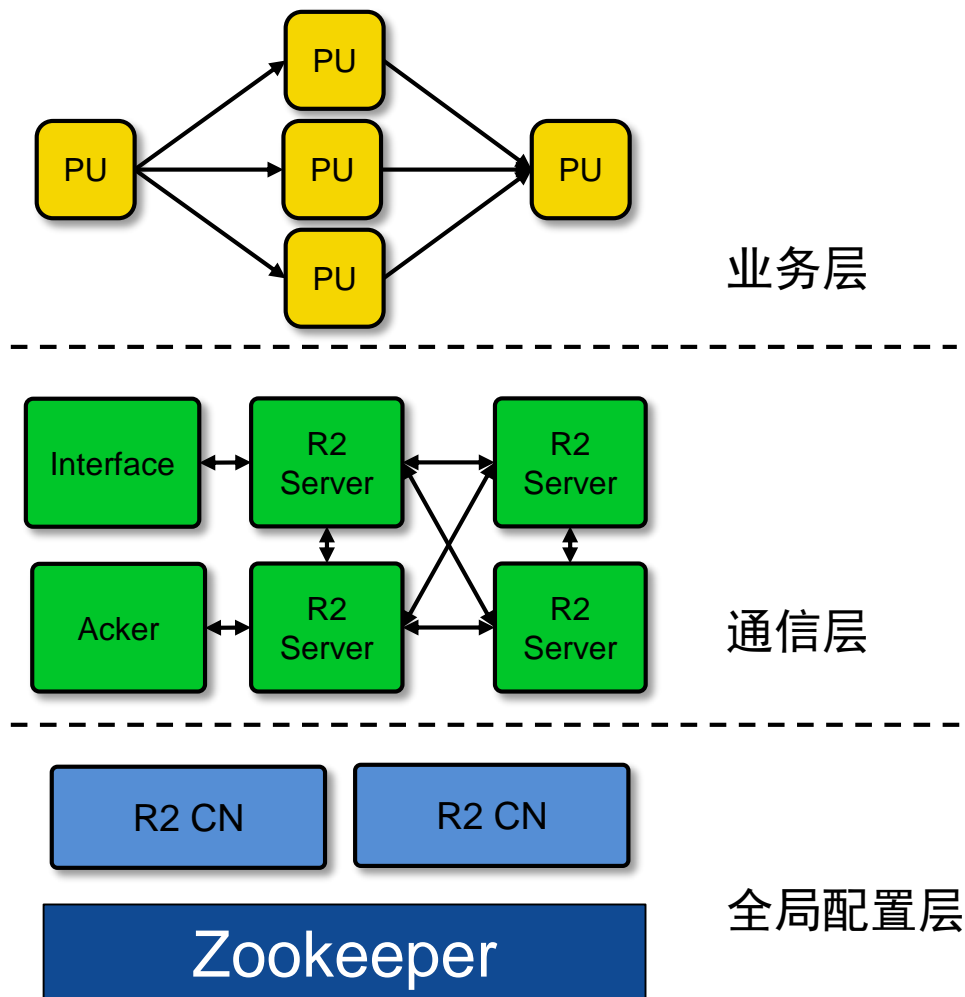 PU
PU
PU
PU
PU
业务层
Interface
R2
Server
R2
Server
Acker
R2
Server
R2
Server
通信层
R2 CN
R2 CN
全局配置层
Zookeeper